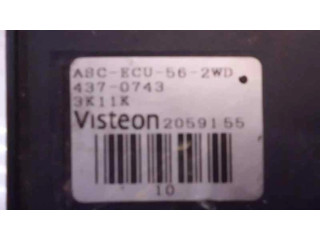 ABC-ECU-56-2WD
437-0743
3K11K
Visteon 2059155
10